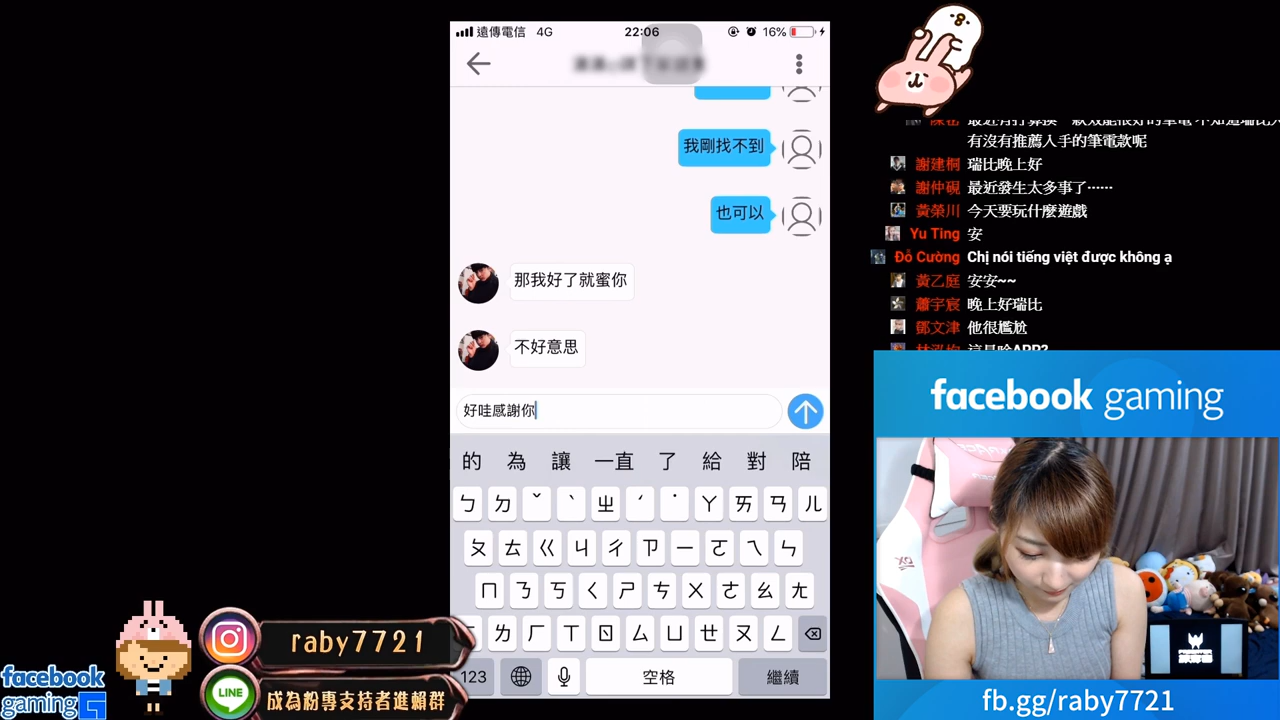 遠傳電信 4G 22:06 16%
我剛找不到
也可以
那我好了就蜜你
不好意思
好哇感謝你
的 為 讓 一直 了 給 對 陪
ㄅ ㄉ ˇ ˋ ㄓ ˊ ˙ ㄚ ㄞ ㄢ ㄦ
ㄆ ㄊ ㄍ ㄐ ㄔ ㄗ ㄧ ㄛ ㄟ ㄣ
ㄇ ㄋ ㄎ ㄑ ㄕ ㄘ ㄨ ㄜ ㄠ ㄤ
ㄌ ㄏ ㄒ ㄖ ㄙ ㄩ ㄝ ㄡ ㄥ
123 空格 繼續
有沒有推薦入手的筆電款呢
謝建桐 瑞比晚上好
謝仲硯 最近發生太多事了……
黃榮川 今天要玩什麼遊戲
Yu Ting 安
Đỗ Cường Chị nói tiếng việt được không ạ
黃乙庭 安安~~
蕭宇宸 晚上好瑞比
鄧文津 他很尷尬
facebook gaming
fb.gg/raby7721
facebook
gaming
raby7721
LINE
成為粉專支持者進賴群